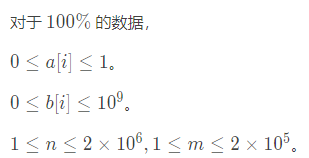 对于 100% 的数据，
0 ≤ a[i] ≤ 1。
0 ≤ b[i] ≤ 10⁹。
1 ≤ n ≤ 2 × 10⁶, 1 ≤ m ≤ 2 × 10⁵。